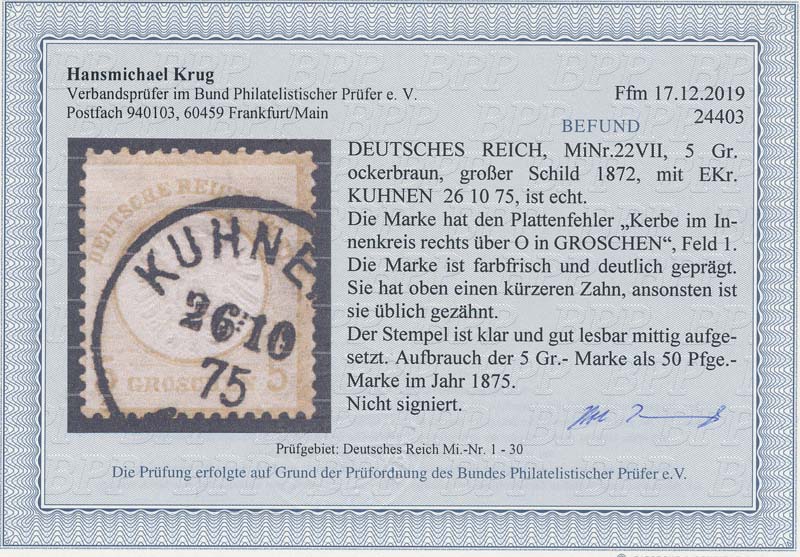 Hansmichael Krug
Verbandsprüfer im Bund Philatelistischer Prüfer e. V.
Postfach 940103, 60459 Frankfurt/Main
Ffm 17.12.2019
24403
BEFUND
DEUTSCHES REICH, MiNr.22VII, 5 Gr.
ockerbraun, großer Schild 1872, mit EKr.
KUHNEN 26 10 75, ist echt.
Die Marke hat den Plattenfehler „Kerbe im In-
nenkreis rechts über O in GROSCHEN“, Feld 1.
Die Marke ist farbfrisch und deutlich geprägt.
Sie hat oben einen kürzeren Zahn, ansonsten ist
sie üblich gezähnt.
Der Stempel ist klar und gut lesbar mittig aufge-
setzt. Aufbrauch der 5 Gr.- Marke als 50 Pfge.-
Marke im Jahr 1875.
Nicht signiert.
DEUTSCHE REICHS
KUHNE
26 10
75
5 GROSCHEN 5
Prüfgebiet: Deutsches Reich Mi.-Nr. 1 - 30
Die Prüfung erfolgte auf Grund der Prüfordnung des Bundes Philatelistischer Prüfer e.V.
BPP